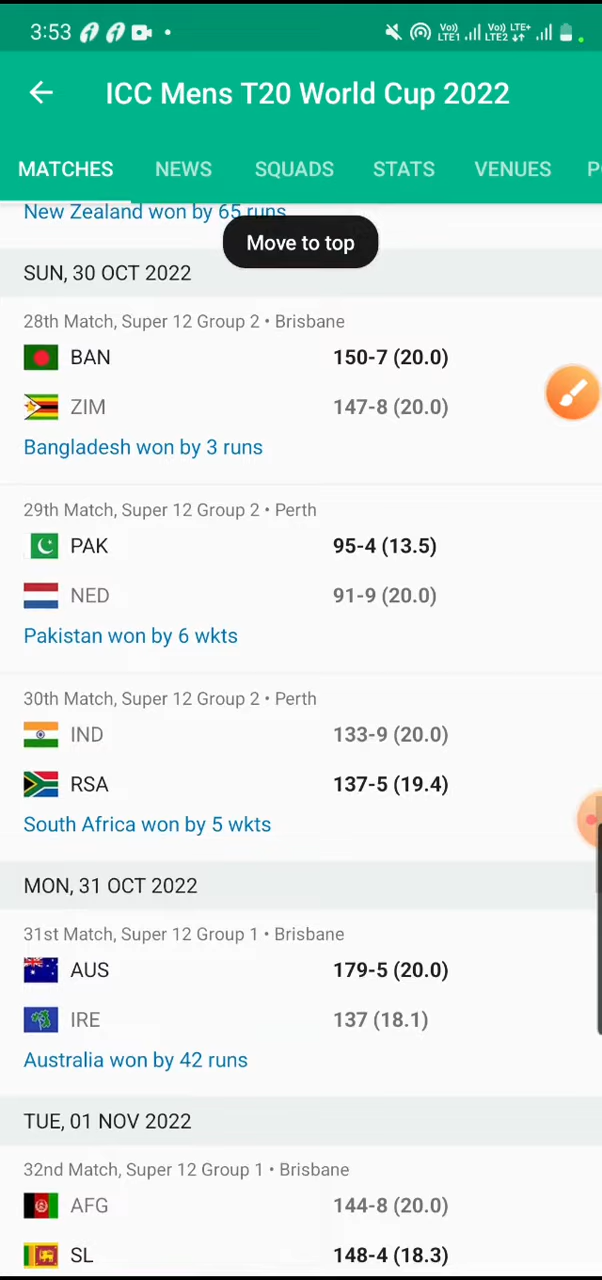 3:53
Vo) LTE1 Vo) LTE+ LTE2
ICC Mens T20 World Cup 2022
MATCHES NEWS SQUADS STATS VENUES P
New Zealand won by 65 runs
Move to top
SUN, 30 OCT 2022
28th Match, Super 12 Group 2 • Brisbane
BAN 150-7 (20.0)
ZIM 147-8 (20.0)
Bangladesh won by 3 runs
29th Match, Super 12 Group 2 • Perth
PAK 95-4 (13.5)
NED 91-9 (20.0)
Pakistan won by 6 wkts
30th Match, Super 12 Group 2 • Perth
IND 133-9 (20.0)
RSA 137-5 (19.4)
South Africa won by 5 wkts
MON, 31 OCT 2022
31st Match, Super 12 Group 1 • Brisbane
AUS 179-5 (20.0)
IRE 137 (18.1)
Australia won by 42 runs
TUE, 01 NOV 2022
32nd Match, Super 12 Group 1 • Brisbane
AFG 144-8 (20.0)
SL 148-4 (18.3)